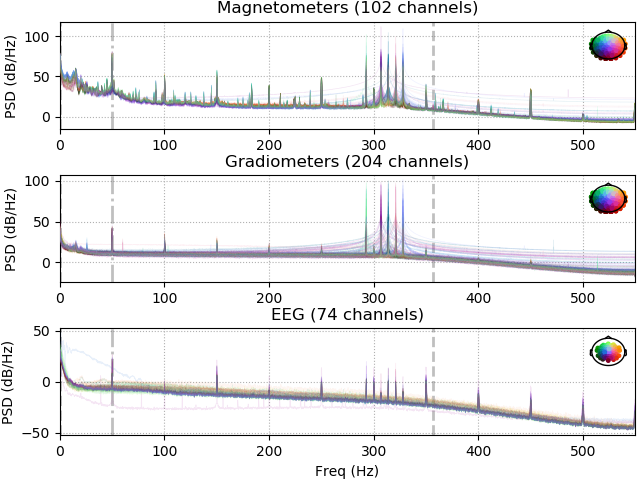 Magnetometers (102 channels)
PSD (dB/Hz)
100
50
0
0 100 200 300 400 500
Gradiometers (204 channels)
PSD (dB/Hz)
100
50
0
0 100 200 300 400 500
EEG (74 channels)
PSD (dB/Hz)
50
0
−50
0 100 200 300 400 500
Freq (Hz)